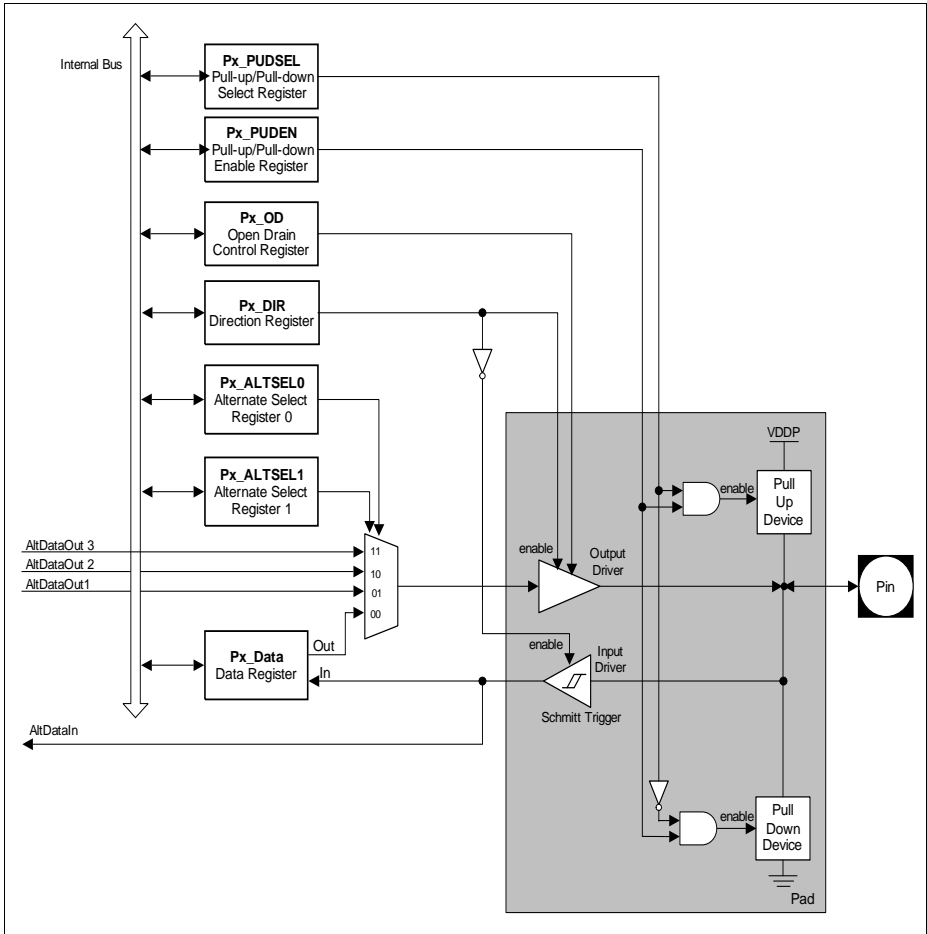 Internal Bus
Px_PUDSEL
Pull-up/Pull-down
Select Register
Px_PUDEN
Pull-up/Pull-down
Enable Register
Px_OD
Open Drain
Control Register
Px_DIR
Direction Register
Px_ALTSEL0
Alternate Select
Register 0
Px_ALTSEL1
Alternate Select
Register 1
AltDataOut 3
AltDataOut 2
AltDataOut1
11
10
01
00
Px_Data
Data Register
Out
In
AltDataIn
enable
Output
Driver
enable
Input
Driver
Schmitt Trigger
VDDP
enable
Pull
Up
Device
Pin
enable
Pull
Down
Device
Pad